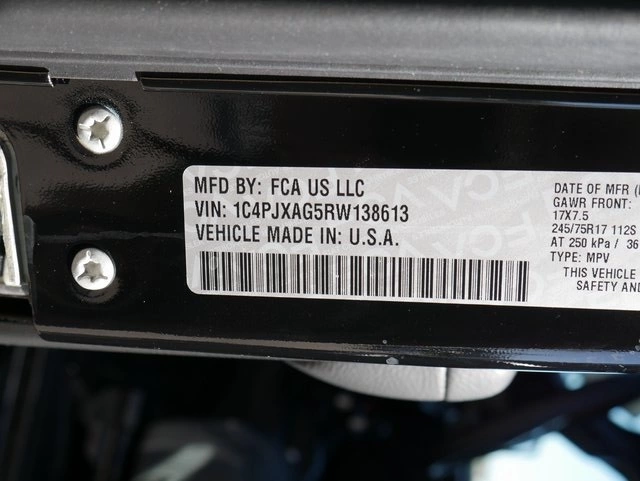 MFD BY: FCA US LLC
VIN: 1C4PJXAG5RW138613
VEHICLE MADE IN: U.S.A.
DATE OF MFR
GAWR FRONT:
17X7.5
245/75R17 112S
AT 250 kPa / 36
TYPE: MPV
THIS VEHICLE
SAFETY AND